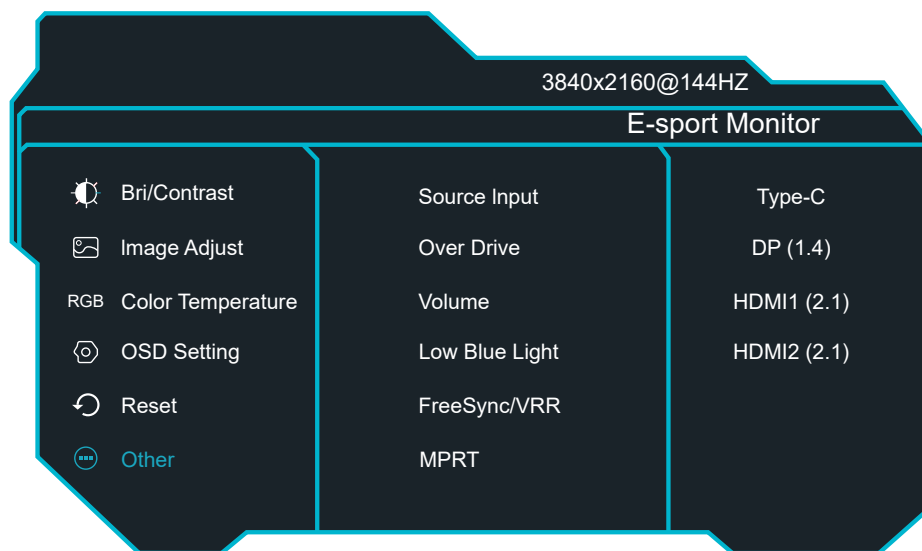 3840x2160@144HZ
E-sport Monitor
Bri/Contrast
Image Adjust
RGB Color Temperature
OSD Setting
Reset
Other
Source Input
Over Drive
Volume
Low Blue Light
FreeSync/VRR
MPRT
Type-C
DP (1.4)
HDMI1 (2.1)
HDMI2 (2.1)